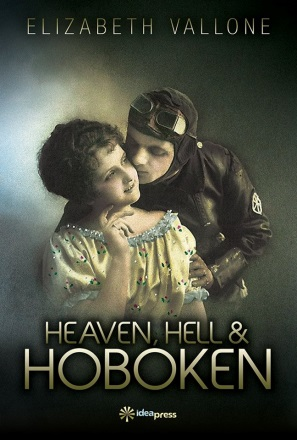 ELIZABETH VALLONE
HEAVEN, HELL &
HOBOKEN
ideapress